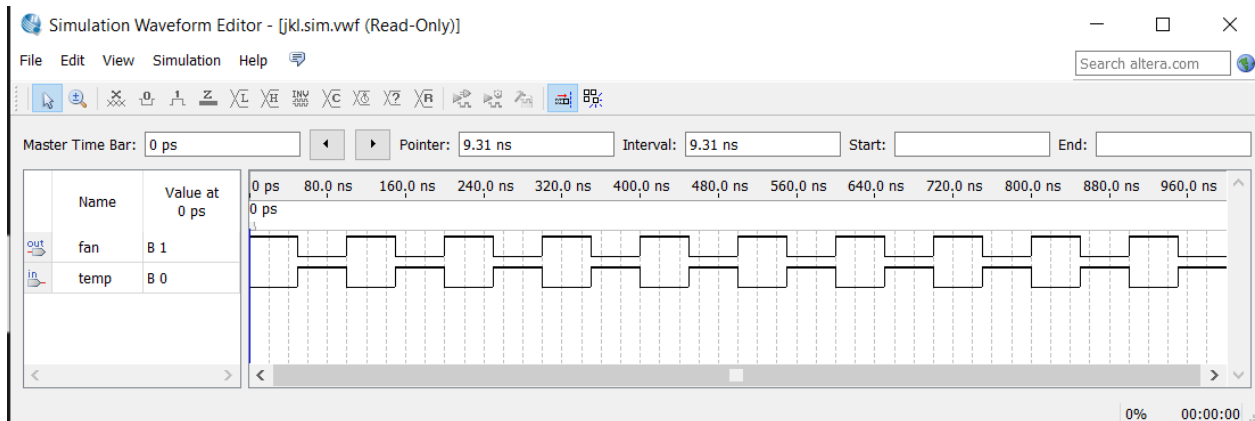 Simulation Waveform Editor - [jkl.sim.vwf (Read-Only)]
File Edit View Simulation Help
Search altera.com
Master Time Bar: 0 ps Pointer: 9.31 ns Interval: 9.31 ns Start: End:
Name Value at 0 ps
0 ps 80.0 ns 160.0 ns 240.0 ns 320.0 ns 400.0 ns 480.0 ns 560.0 ns 640.0 ns 720.0 ns 800.0 ns 880.0 ns 960.0 ns
0 ps
out fan B 1
in temp B 0
0% 00:00:00